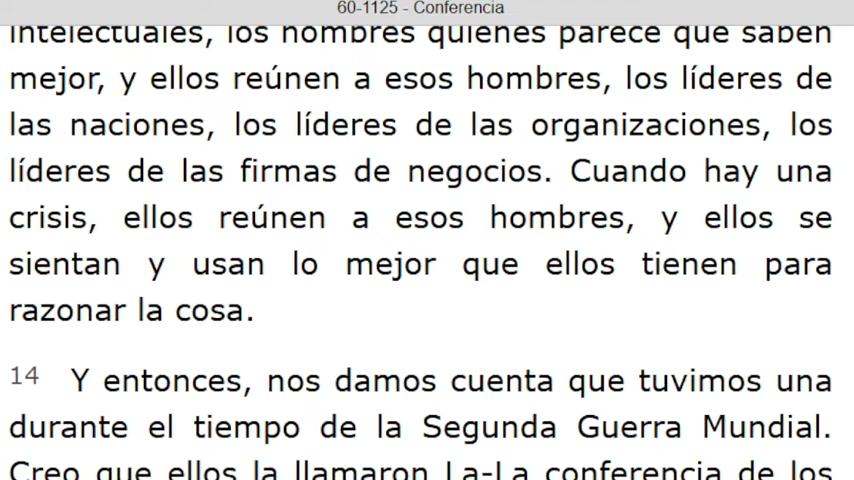 60-1125 - Conferencia
intelectuales, los hombres quienes parece que saben
mejor, y ellos reúnen a esos hombres, los líderes de
las naciones, los líderes de las organizaciones, los
líderes de las firmas de negocios. Cuando hay una
crisis, ellos reúnen a esos hombres, y ellos se
sientan y usan lo mejor que ellos tienen para
razonar la cosa.
14 Y entonces, nos damos cuenta que tuvimos una
durante el tiempo de la Segunda Guerra Mundial.
Creo que ellos la llamaron La-La conferencia de los